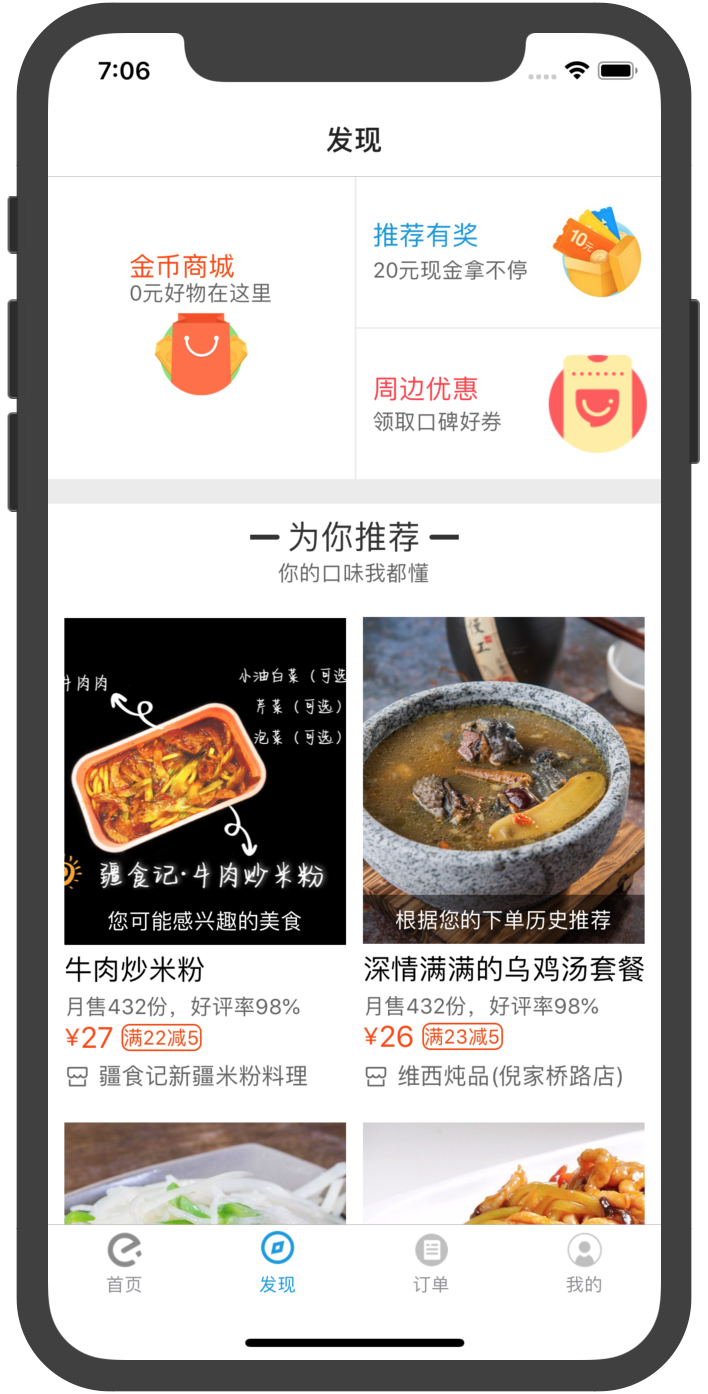 7:06
发现
金币商城
0元好物在这里
推荐有奖
20元现金拿不停
10元
周边优惠
领取口碑好券
为你推荐
你的口味我都懂
牛肉肉
小油白菜（可选
芹菜（可选）
泡菜（可选）
疆食记·牛肉炒米粉
您可能感兴趣的美食
根据您的下单历史推荐
牛肉炒米粉
深情满满的乌鸡汤套餐
月售432份，好评率98%
月售432份，好评率98%
¥27 满22减5
¥26 满23减5
疆食记新疆米粉料理
维西炖品(倪家桥路店)
首页
发现
订单
我的